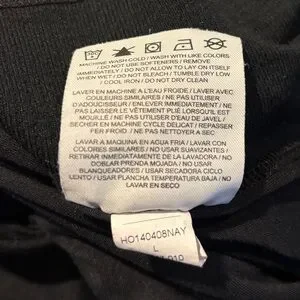 MACHINE WASH COLD / WASH WITH LIKE COLORS
/ DO NOT USE SOFTENERS / REMOVE
IMMEDIATELY / DO NOT ALLOW TO LAY ON ITSELF
WHEN WET / DO NOT BLEACH / TUMBLE DRY LOW
/ COOL IRON / DO NOT DRY CLEAN
LAVER EN MACHINE A L'EAU FROIDE / LAVER AVEC
COULEURS SIMILAIRES / NE PAS UTILISER
D'ADOUCISSEUR / ENLEVER IMMEDIATEMENT / NE
PAS LAISSER LE VÊTEMENT PLIÉ LORSQU'IL EST
MOUILLÉ / NE PAS UTILISER D'EAU DE JAVEL /
SECHER EN MACHINE CYCLE DELICAT / REPASSER
FER FROID / NE PAS NETTOYER A SEC
LAVAR A MAQUINA EN AGUA FRIA / LAVAR CON
COLORES SIMILARES / NO USAR SUAVIZANTES /
RETIRAR INMEDIATAMENTE DE LA LAVADORA / NO
DOBLAR PRENDA MOJADA / NO USAR
BLANQUEADORES / SECADORA USAR CICLO
LENTO / USAR PLANCHA TEMPERATURA BAJA / NO
LAVAR EN SECO
HO140408NAY
L
010